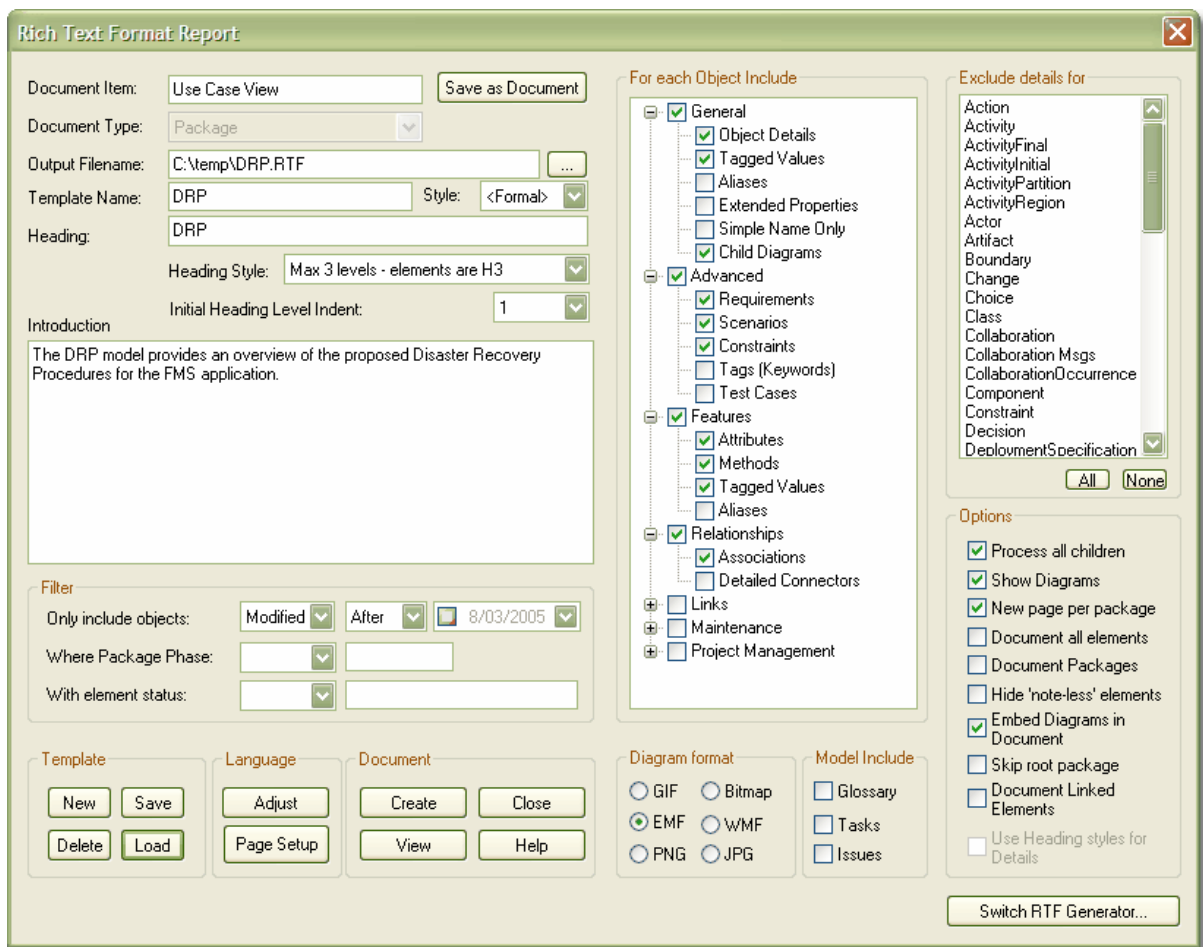 Rich Text Format Report
Document Item:
Use Case View
Save as Document
Document Type:
Package
Output Filename:
C:\temp\DRP.RTF
...
Template Name:
DRP
Style:
<Formal>
Heading:
DRP
Heading Style:
Max 3 levels - elements are H3
Initial Heading Level Indent:
1
Introduction
The DRP model provides an overview of the proposed Disaster Recovery
Procedures for the FMS application.
Filter
Only include objects:
Modified
After
8/03/2005
Where Package Phase:
With element status:
Template
New
Save
Delete
Load
Language
Adjust
Page Setup
Document
Create
Close
View
Help
For each Object Include
General
Object Details
Tagged Values
Aliases
Extended Properties
Simple Name Only
Child Diagrams
Advanced
Requirements
Scenarios
Constraints
Tags (Keywords)
Test Cases
Features
Attributes
Methods
Tagged Values
Aliases
Relationships
Associations
Detailed Connectors
Links
Maintenance
Project Management
Diagram format
GIF
Bitmap
EMF
WMF
PNG
JPG
Model Include
Glossary
Tasks
Issues
Exclude details for
Action
Activity
ActivityFinal
ActivityInitial
ActivityPartition
ActivityRegion
Actor
Artifact
Boundary
Change
Choice
Class
Collaboration
Collaboration Msgs
CollaborationOccurrence
Component
Constraint
Decision
DeploymentSpecification
All
None
Options
Process all children
Show Diagrams
New page per package
Document all elements
Document Packages
Hide 'note-less' elements
Embed Diagrams in
Document
Skip root package
Document Linked
Elements
Use Heading styles for
Details
Switch RTF Generator...